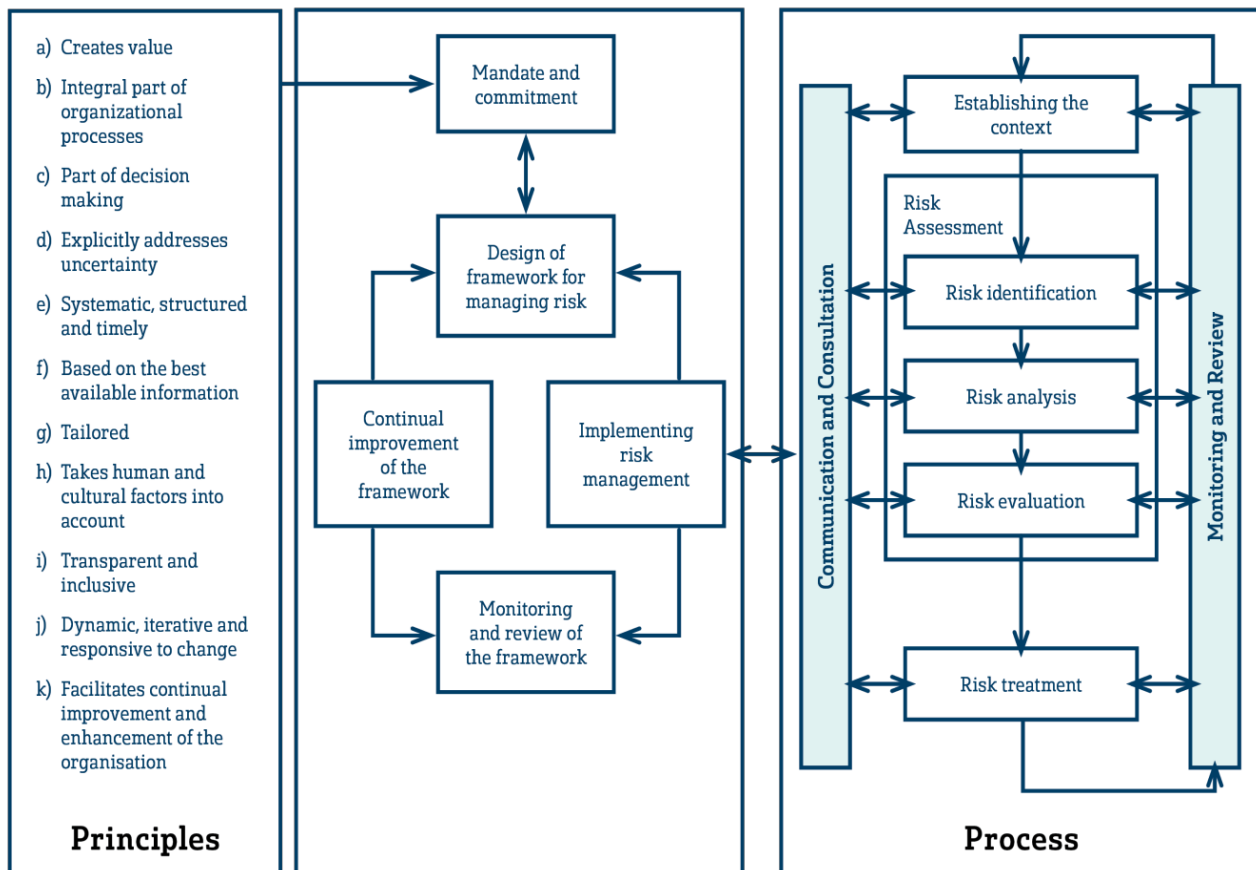 a) Creates value
b) Integral part of
organizational
processes
c) Part of decision
making
d) Explicitly addresses
uncertainty
e) Systematic, structured
and timely
f) Based on the best
available information
g) Tailored
h) Takes human and
cultural factors into
account
i) Transparent and
inclusive
j) Dynamic, iterative and
responsive to change
k) Facilitates continual
improvement and
enhancement of the
organisation
Principles
Mandate and
commitment
Design of
framework for
managing risk
Continual
improvement
of the
framework
Implementing
risk
management
Monitoring
and review of
the framework
Communication and Consultation
Establishing the
context
Risk
Assessment
Risk identification
Risk analysis
Risk evaluation
Risk treatment
Monitoring and Review
Process